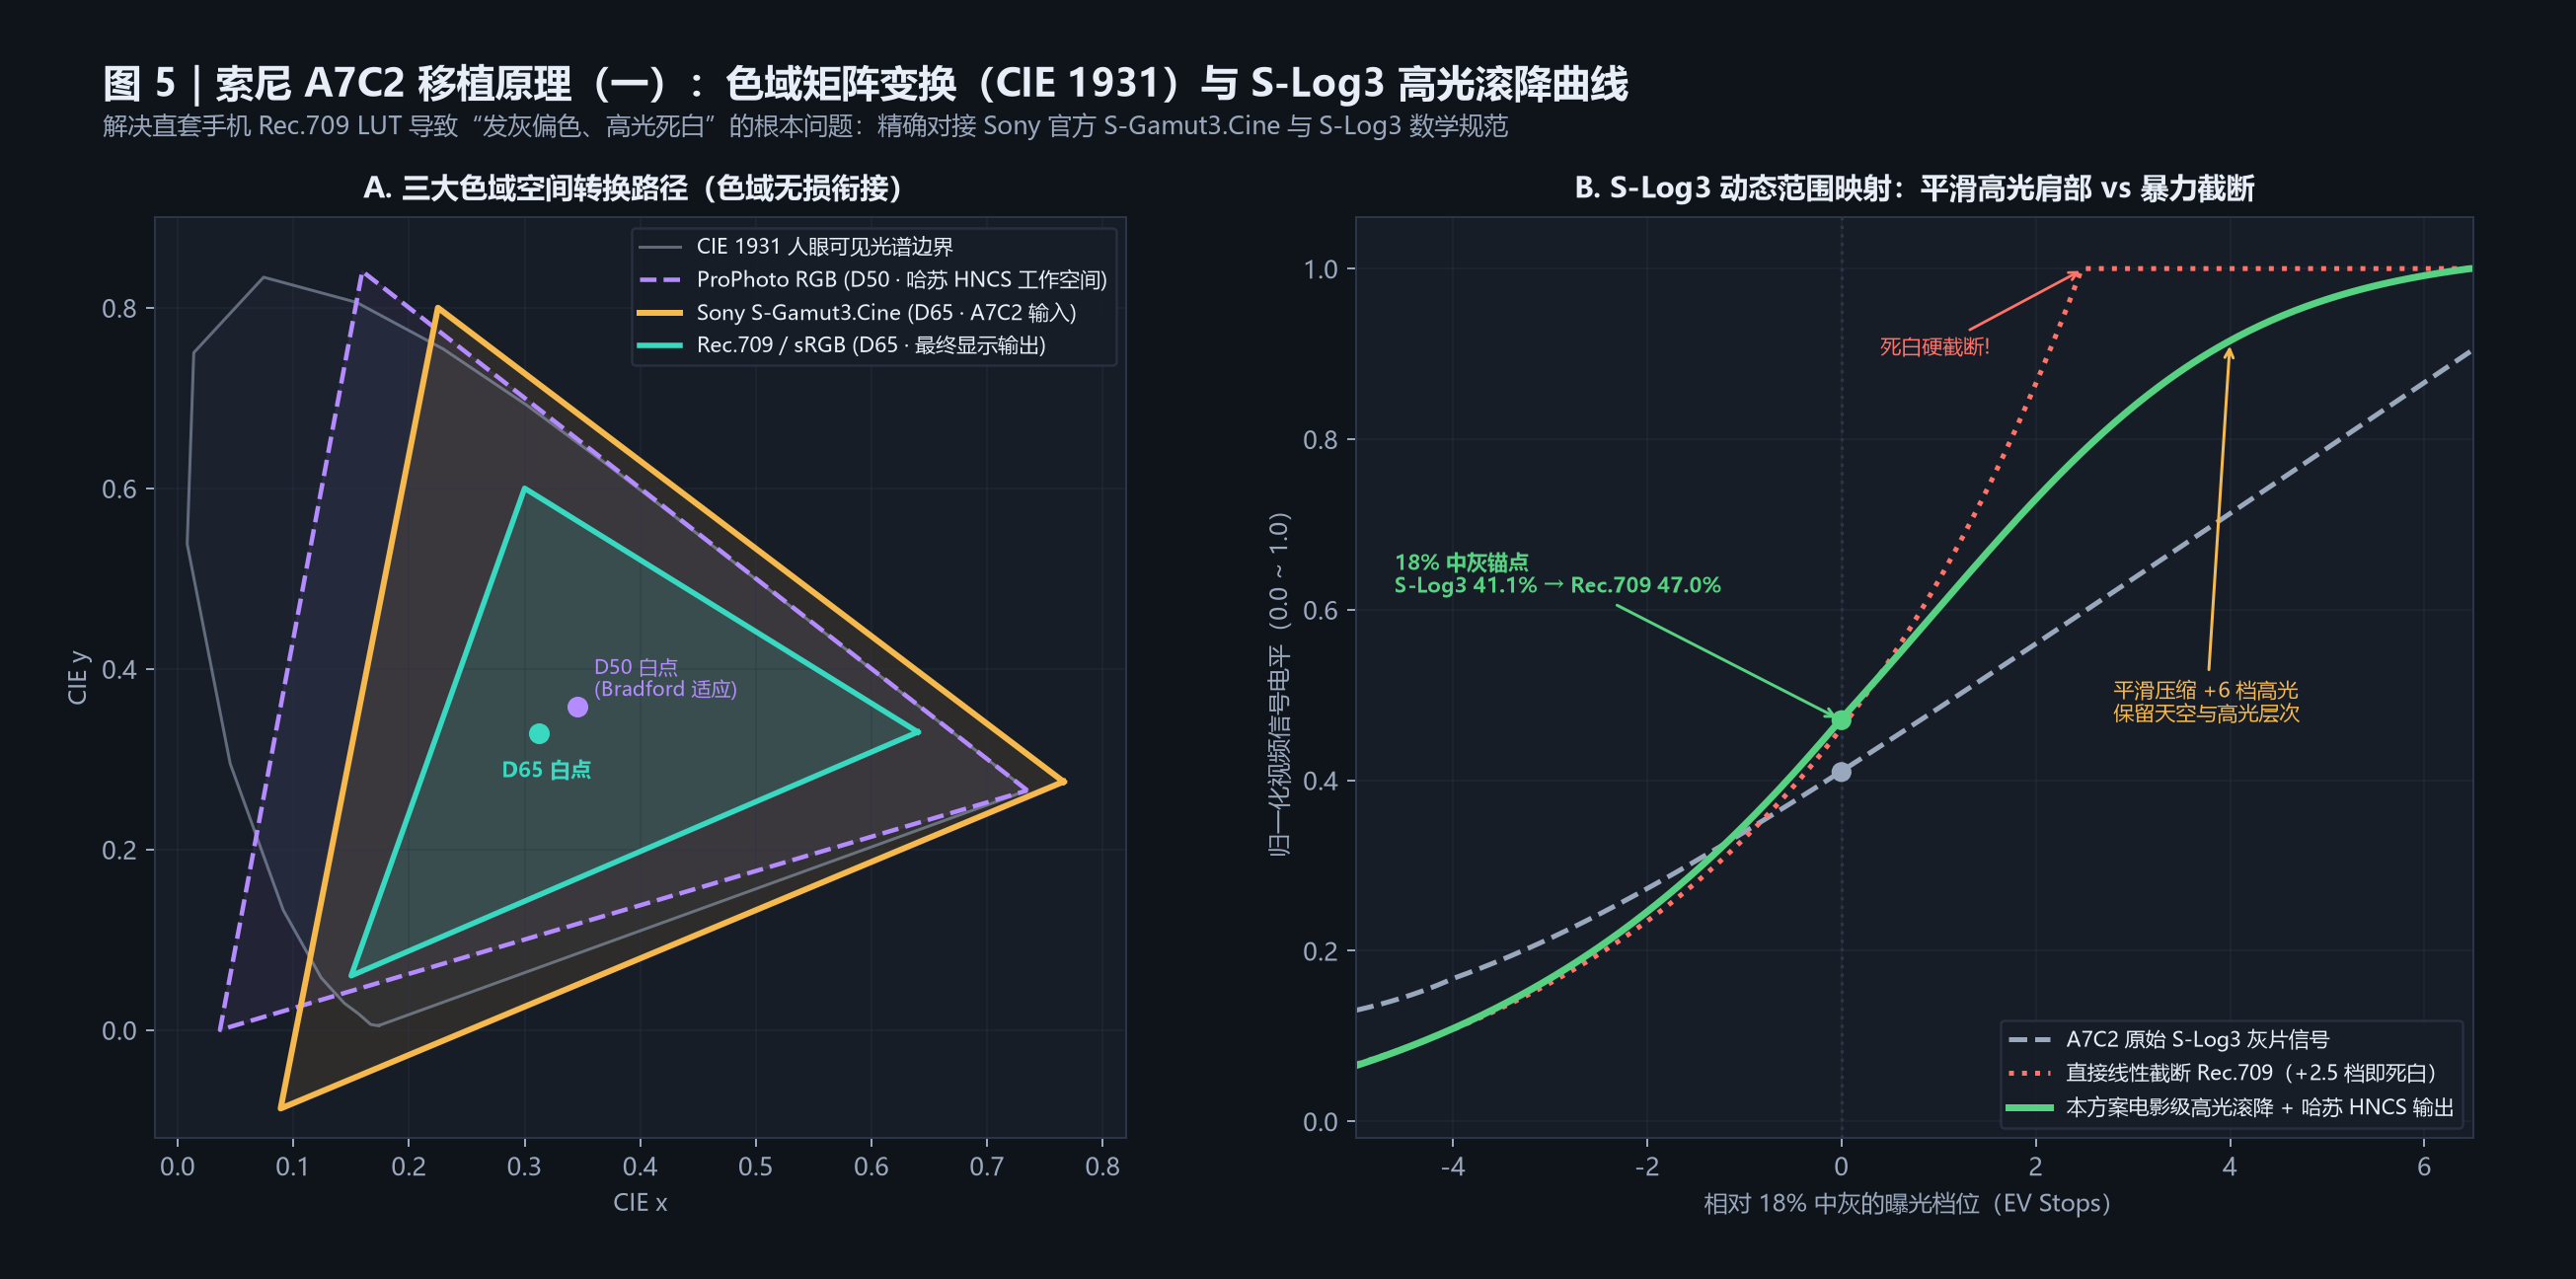 图 5｜索尼 A7C2 移植原理（一）：色域矩阵变换（CIE 1931）与 S-Log3 高光滚降曲线
解决直套手机 Rec.709 LUT 导致“发灰偏色、高光死白”的根本问题：精确对接 Sony 官方 S-Gamut3.Cine 与 S-Log3 数学规范
A. 三大色域空间转换路径（色域无损衔接）
CIE 1931 人眼可见光谱边界
ProPhoto RGB (D50 · 哈苏 HNCS 工作空间)
Sony S-Gamut3.Cine (D65 · A7C2 输入)
Rec.709 / sRGB (D65 · 最终显示输出)
0.8
0.6
0.4
0.2
0.0
CIE y
D50 白点
(Bradford 适应)
D65 白点
0.0 0.1 0.2 0.3 0.4 0.5 0.6 0.7 0.8
CIE x
B. S-Log3 动态范围映射：平滑高光肩部 vs 暴力截断
1.0
0.8
0.6
0.4
0.2
0.0
归一化视频信号电平（0.0 ~ 1.0）
死白硬截断!
18% 中灰锚点
S-Log3 41.1% → Rec.709 47.0%
平滑压缩 +6 档高光
保留天空与高光层次
A7C2 原始 S-Log3 灰片信号
直接线性截断 Rec.709（+2.5 档即死白）
本方案电影级高光滚降 + 哈苏 HNCS 输出
-4 -2 0 2 4 6
相对 18% 中灰的曝光档位（EV Stops）